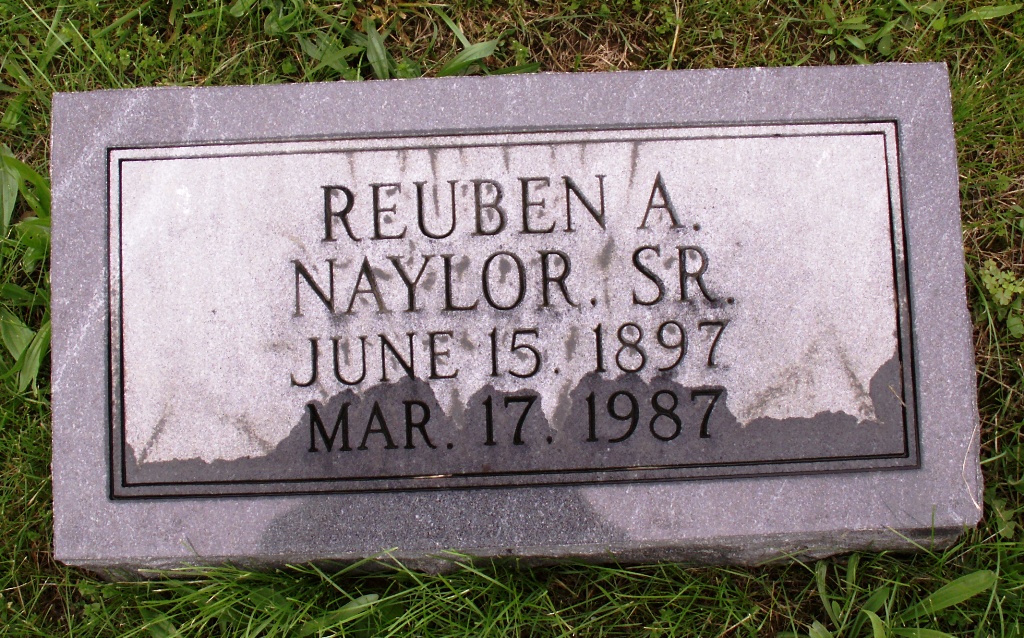 REUBEN A.
NAYLOR. SR.
JUNE 15. 1897
MAR. 17. 1987